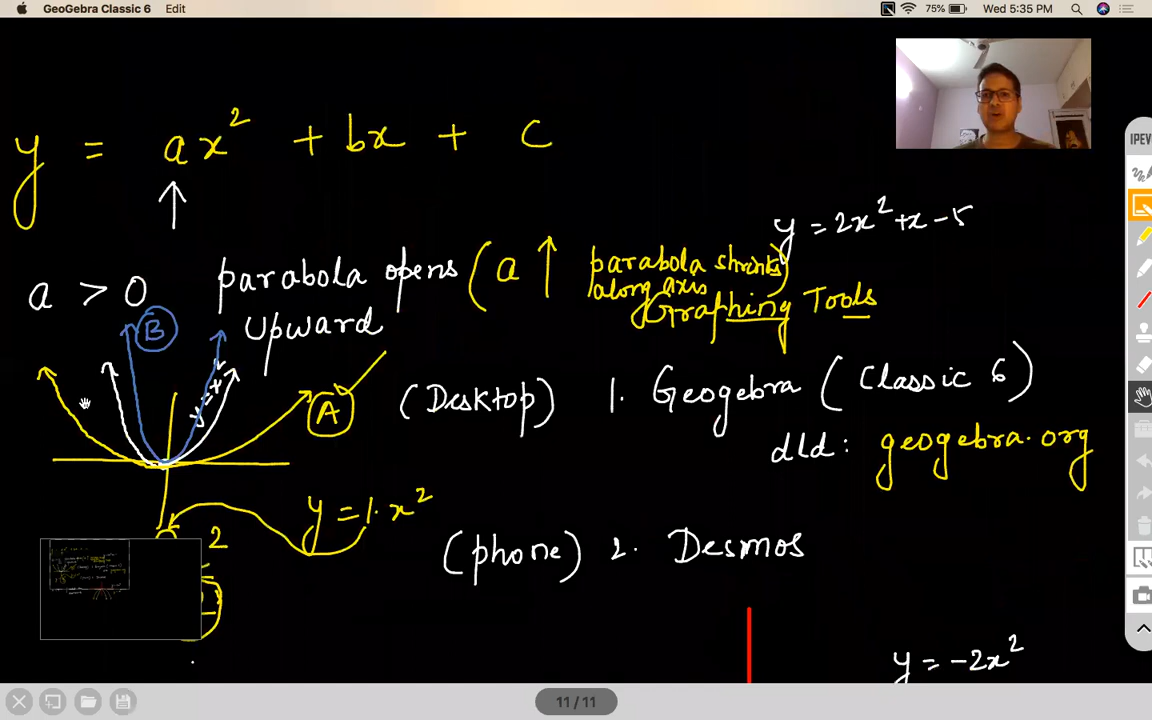 GeoGebra Classic 6 Edit 75% Wed 5:35 PM
y = ax² + bx + c
y = 2x² + x - 5
a > 0 parabola opens upward
(a ↑ parabola shrinks along axis)
Graphing Tools
B
A
(Desktop) 1. Geogebra (Classic 6)
dld: geogebra.org
y = 1.x²
2
(phone) 2. Desmos
y = -2x²
IPEV
11/11